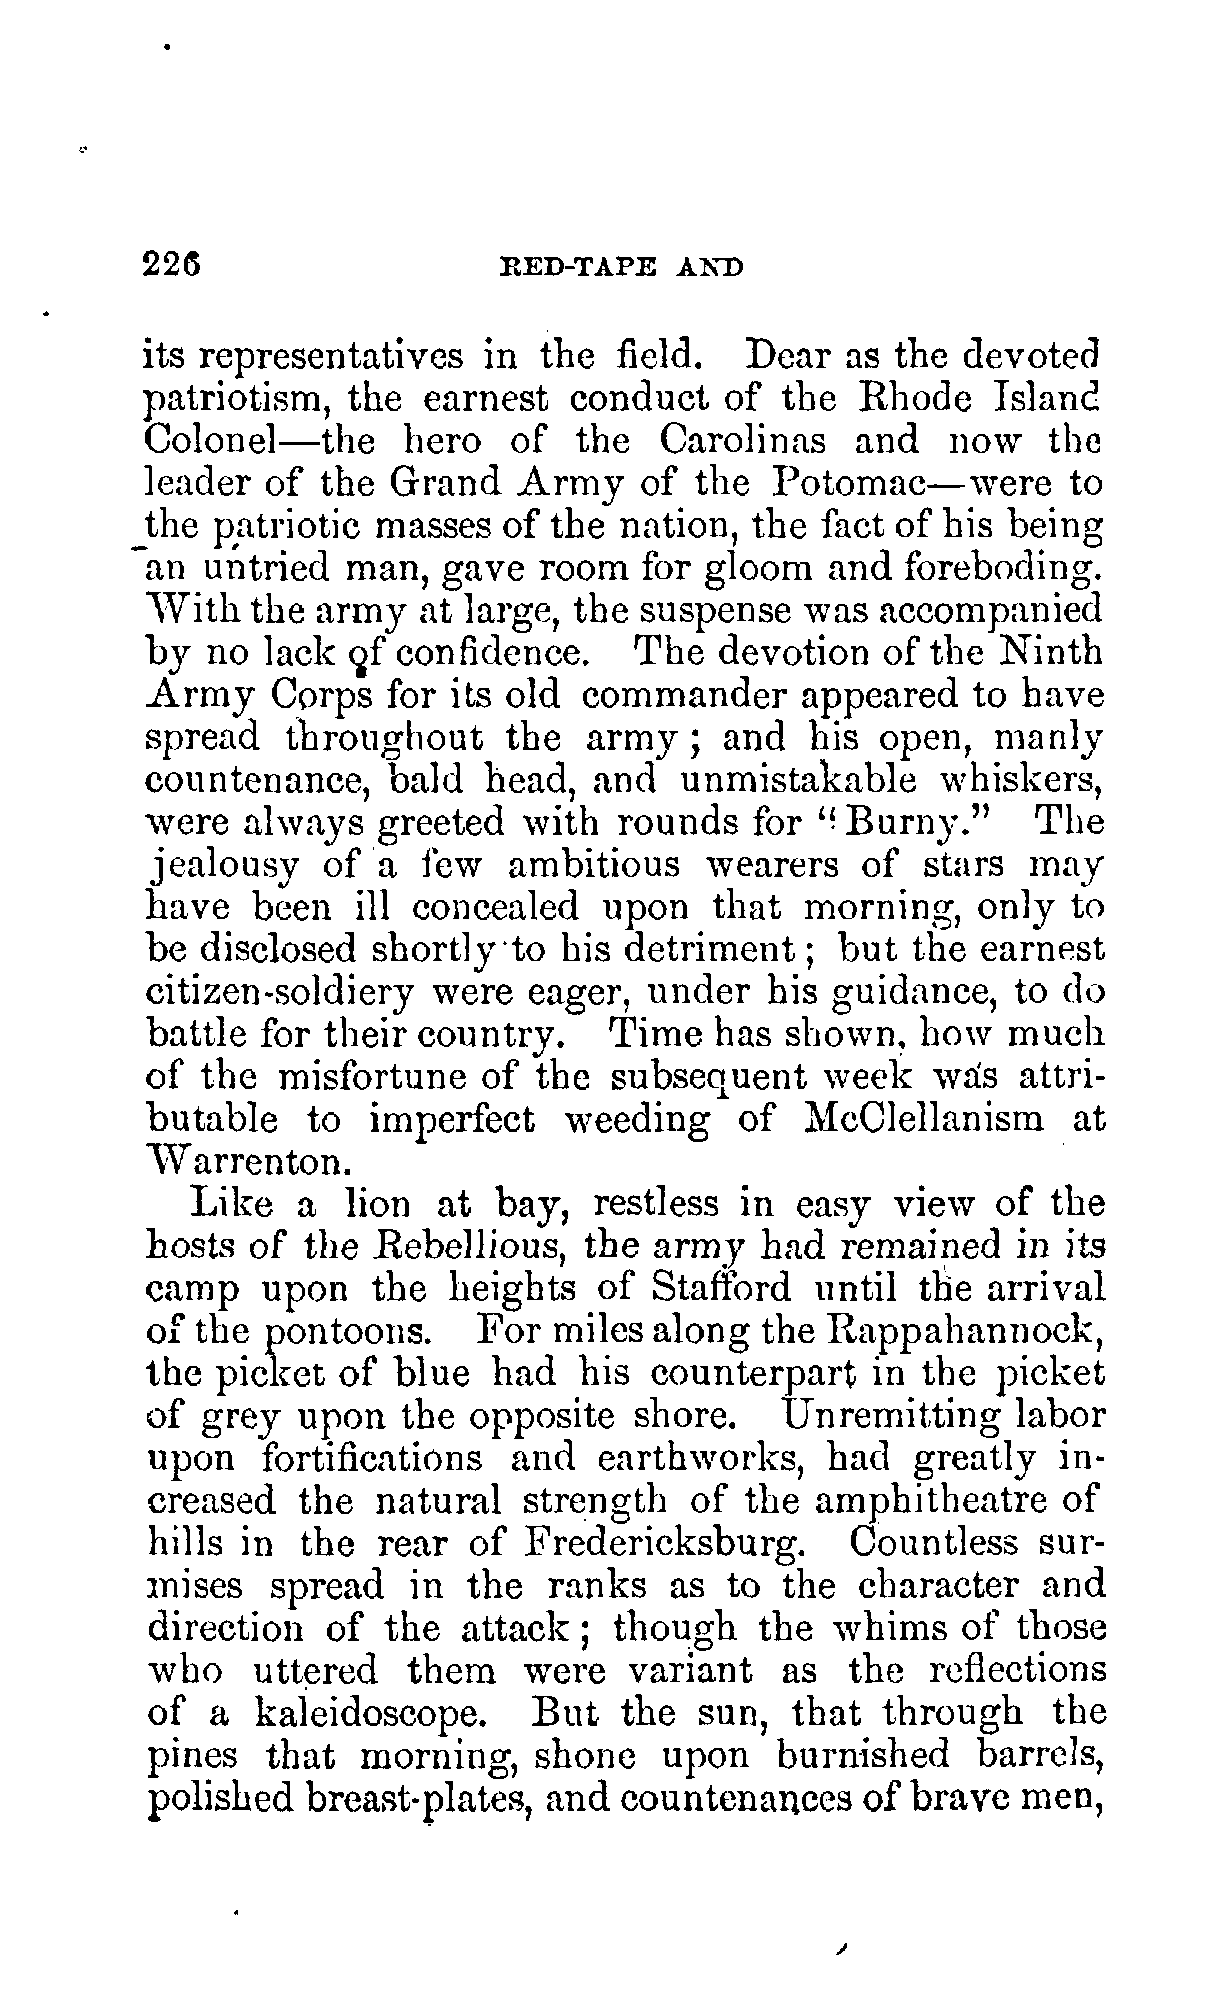 226 RED-TAPE AND
its representatives in the field. Dear as the devoted
patriotism, the earnest conduct of the Rhode Island
Colonel—the hero of the Carolinas and now the
leader of the Grand Army of the Potomac—were to
the patriotic masses of the nation, the fact of his being
an untried man, gave room for gloom and foreboding.
With the army at large, the suspense was accompanied
by no lack of confidence. The devotion of the Ninth
Army Corps for its old commander appeared to have
spread throughout the army; and his open, manly
countenance, bald head, and unmistakable whiskers,
were always greeted with rounds for "Burny." The
jealousy of a few ambitious wearers of stars may
have been ill concealed upon that morning, only to
be disclosed shortly to his detriment; but the earnest
citizen-soldiery were eager, under his guidance, to do
battle for their country. Time has shown, how much
of the misfortune of the subsequent week was attri-
butable to imperfect weeding of McClellanism at
Warrenton.
Like a lion at bay, restless in easy view of the
hosts of the Rebellious, the army had remained in its
camp upon the heights of Stafford until the arrival
of the pontoons. For miles along the Rappahannock,
the picket of blue had his counterpart in the picket
of grey upon the opposite shore. Unremitting labor
upon fortifications and earthworks, had greatly in-
creased the natural strength of the amphitheatre of
hills in the rear of Fredericksburg. Countless sur-
mises spread in the ranks as to the character and
direction of the attack; though the whims of those
who uttered them were variant as the reflections
of a kaleidoscope. But the sun, that through the
pines that morning, shone upon burnished barrels,
polished breast-plates, and countenances of brave men,